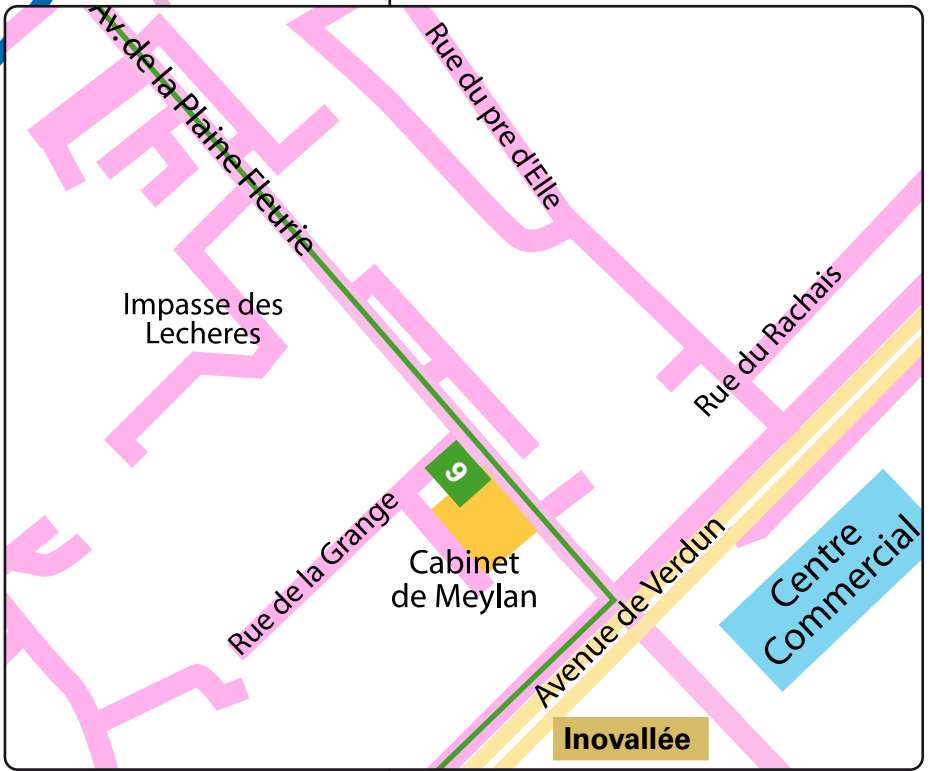 Av. de la Plaine Fleurie
Rue du pre d'Elle
Impasse des
Lecheres
Rue du Rachais
9
Rue de la Grange
Cabinet
de Meylan
Avenue de Verdun
Centre
Commercial
Inovallée